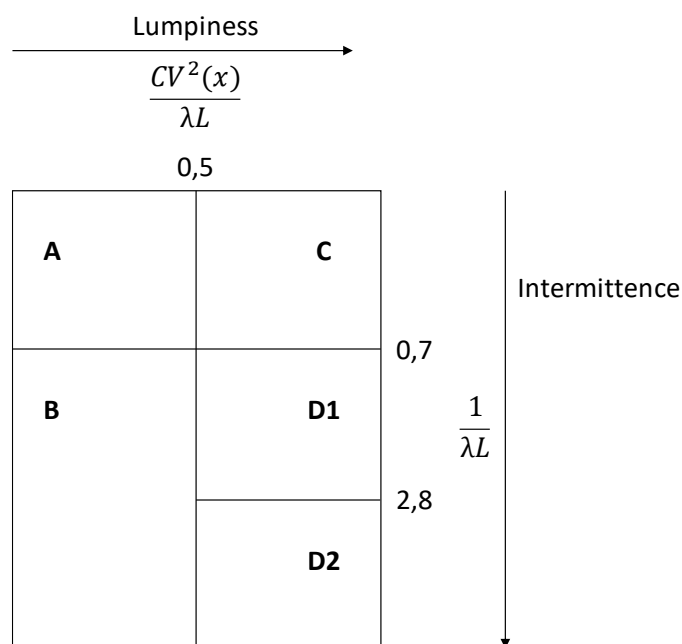 Lumpiness
CV²(x)
λL
0,5
A
C
Intermittence
0,7
B
D1
1
λL
2,8
D2